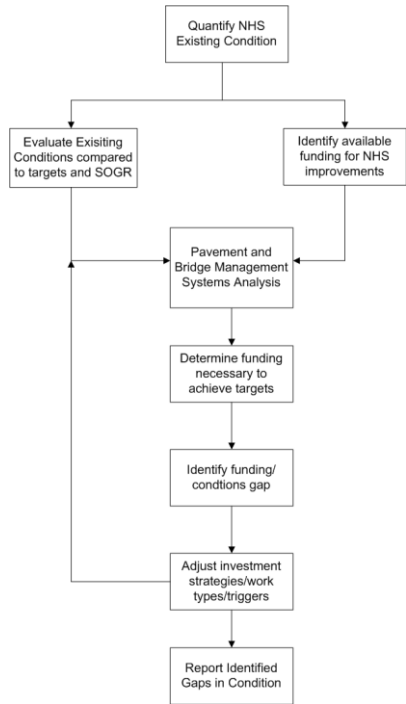 Quantify NHS
Existing Condition
Evaluate Exisiting
Conditions compared
to targets and SOGR
Identify available
funding for NHS
improvements
Pavement and
Bridge Management
Systems Analysis
Determine funding
necessary to
achieve targets
Identify funding/
condtions gap
Adjust investment
strategies/work
types/triggers
Report Identified
Gaps in Condition